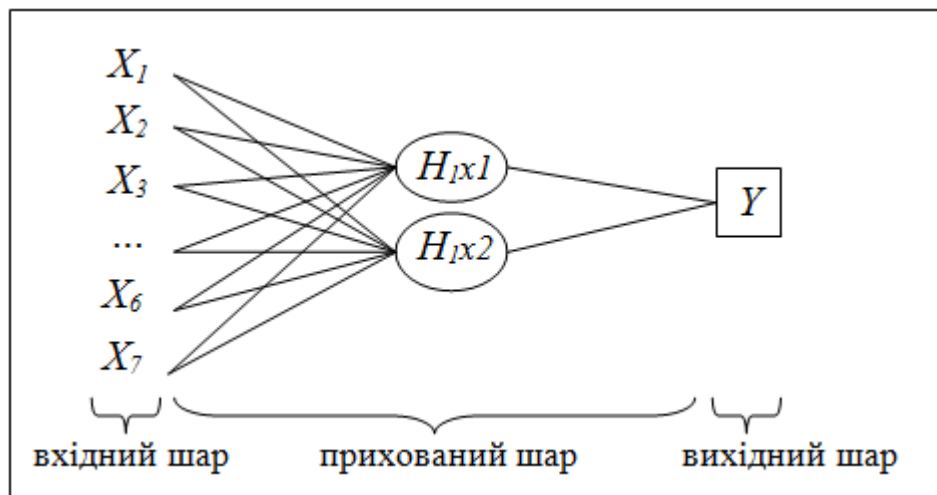 X1
X2
X3
...
X6
X7
H1x1
H1x2
Y
вхідний шар
прихований шар
вихідний шар